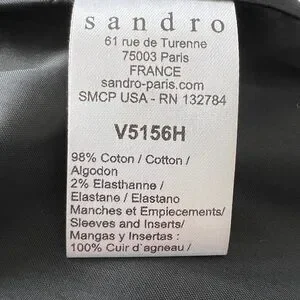 sandro
61 rue de Turenne
75003 Paris
FRANCE
sandro-paris.com
SMCP USA - RN 132784
V5156H
98% Coton / Cotton /
Algodon
2% Elasthanne /
Elastane / Elastano
Manches et Empiecements/
Sleeves and Inserts/
Mangas y Insertas :
100% Cuir d'agneau /